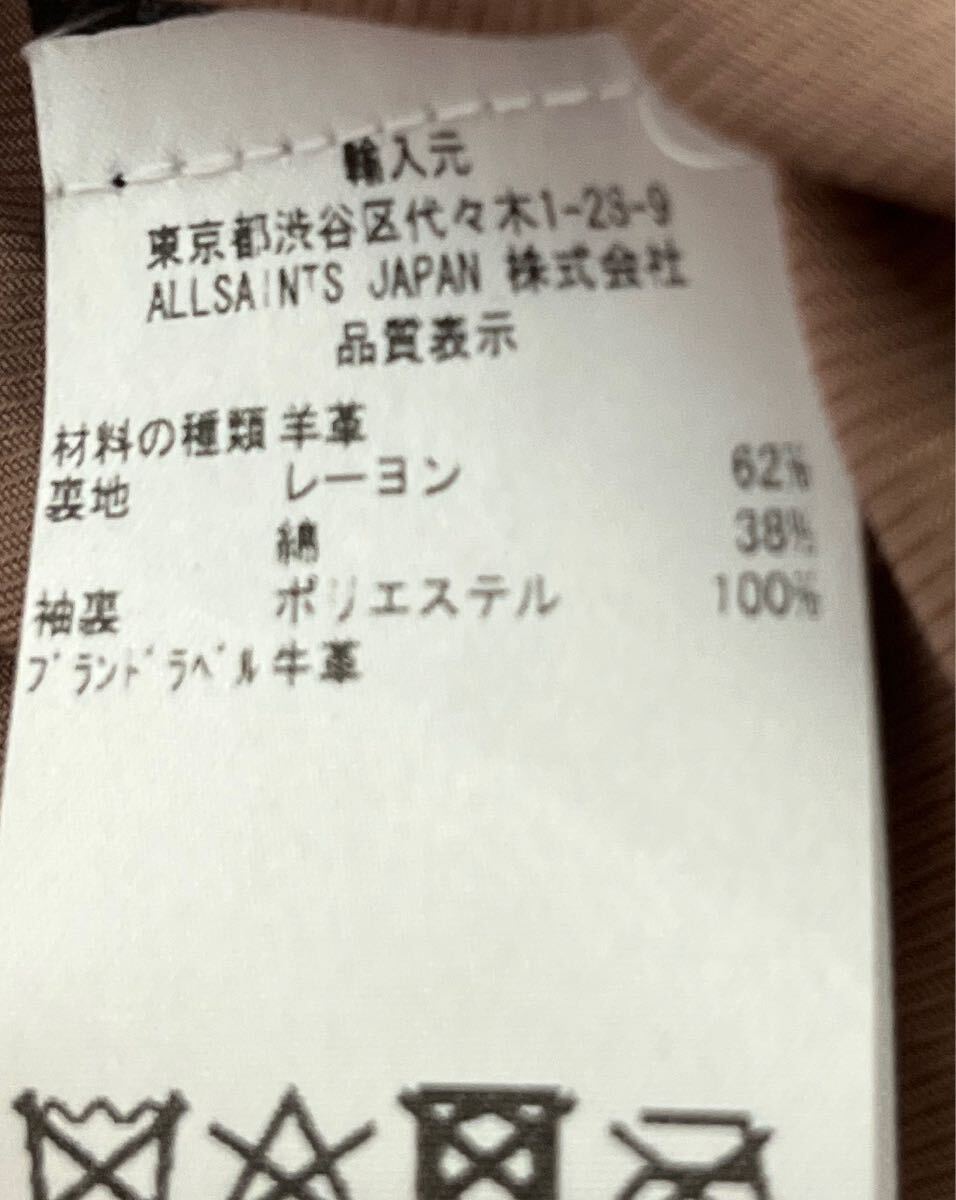 輸入元
東京都渋谷区代々木1-23-9
ALLSAINTS JAPAN 株式会社
品質表示
材料の種類 羊革
裏地 レーヨン 62%
綿 38%
袖裏 ポリエステル 100%
ブランドラベル 牛革